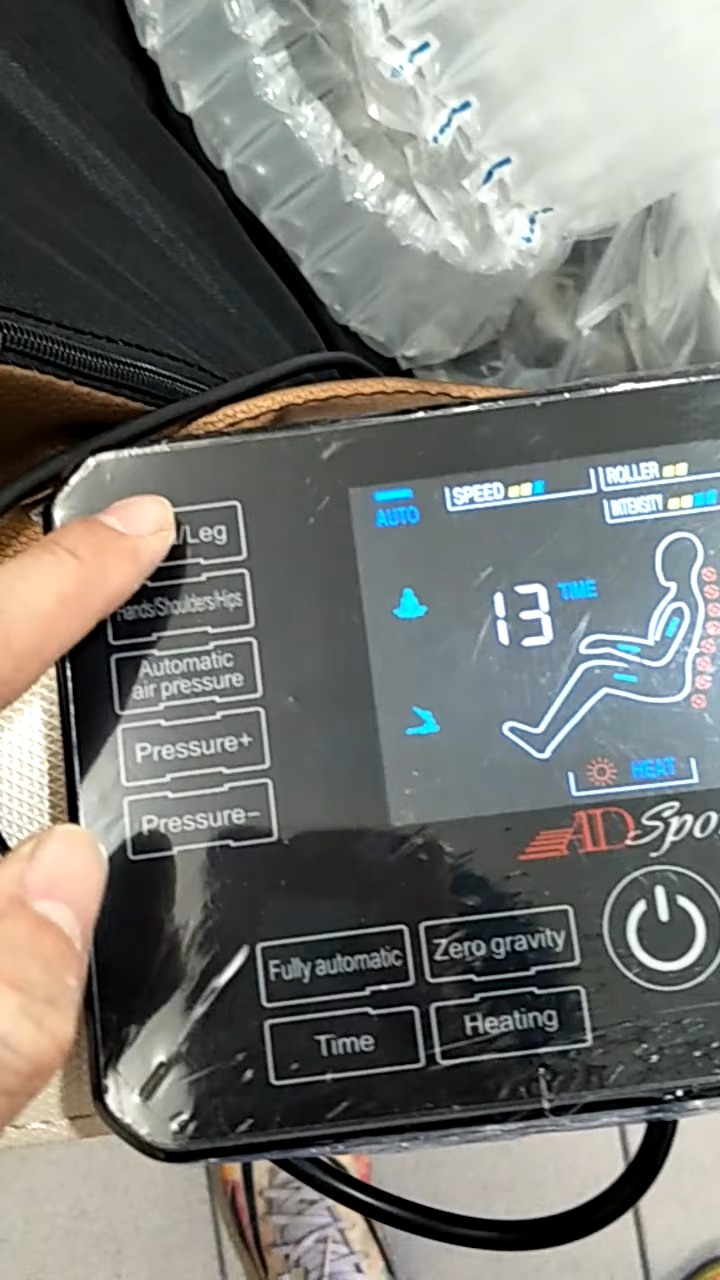 SPEED
ROLLER
AUTO
INTENSITY
/Leg
13 TIME
Hands/Shoulders/Hips
Automatic
air pressure
Pressure+
Pressure-
HEAT
ADSpo
Fully automatic
Zero gravity
Time
Heating